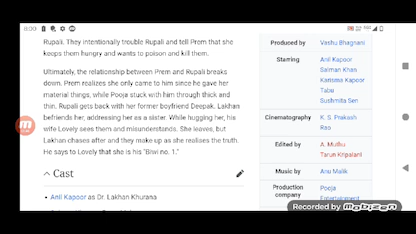 8:00
Rupali. They intentionally trouble Rupali and tell Prem that she
keeps them hungry and wants to poison and kill them.
Ultimately, the relationship between Prem and Rupali breaks
down. Prem realizes she only came to him since he gave her
material things, while Pooja stuck with him through thick and
thin. Rupali gets back with her former boyfriend Deepak. Lakhan
befriends her, addressing her as a sister. While hugging her, his
wife Lovely sees them and misunderstands. She leaves, but
Lakhan chases after and they make up as she realises the truth.
He says to Lovely that she is his "Biwi no. 1."
Cast
• Anil Kapoor as Dr. Lakhan Khurana
Produced by Vashu Bhagnani
Starring Anil Kapoor
Salman Khan
Karisma Kapoor
Tabu
Sushmita Sen
Cinematography K. S. Prakash
Rao
Edited by A. Muthu
Tarun Kripalani
Music by Anu Malik
Production Pooja
company Entertainment
Recorded by MOBIZEN